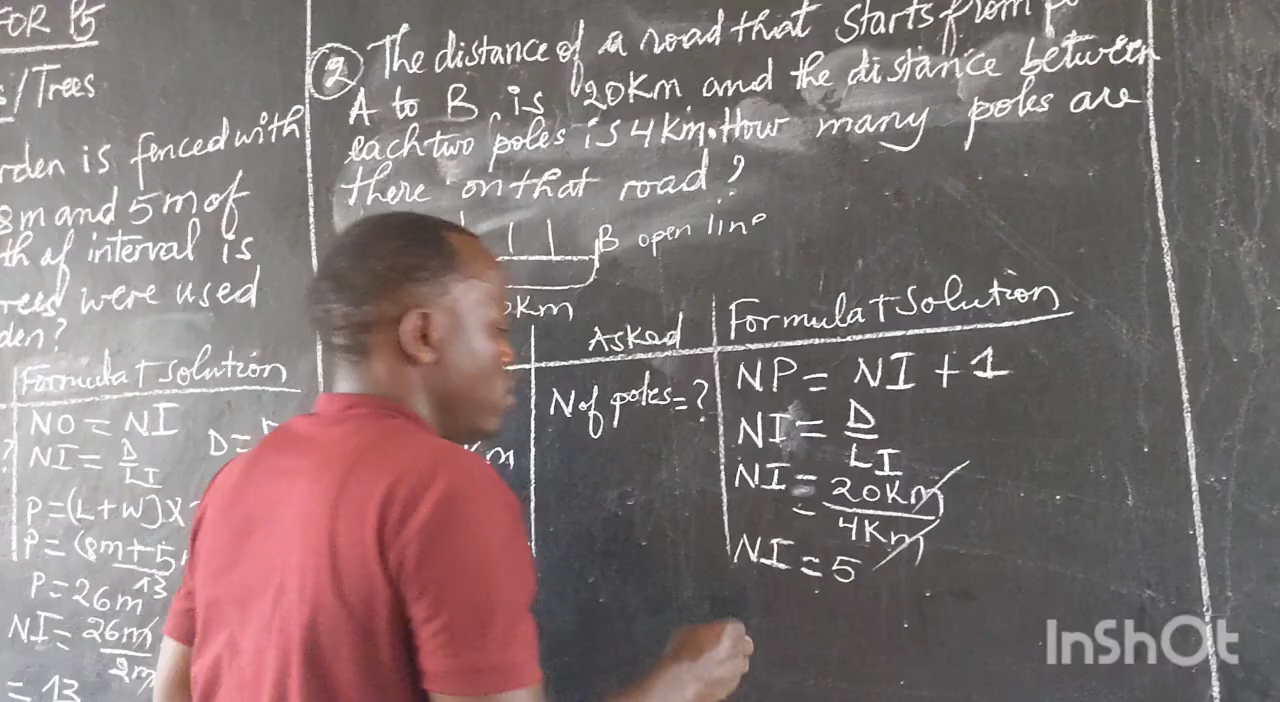 FOR P5
/Trees
rden is fenced with
8m and 5m of
th of interval is
rees were used
den?
Formula + solution
NO = NI
NI = D/LI D=
P=(L+W)X
P= (8m+5
13
P=26m
NI= 26m/2m
= 13
2 The distance of a road that starts from
A to B, is 20Km and the distance between
each two poles is 4Km. How many poles are
there on that road?
B open line
Km
Asked
Formula + Solution
N of poles = ?
NP = NI + 1
NI = D/LI
NI = 20Km/4Km
NI = 5
InShOt